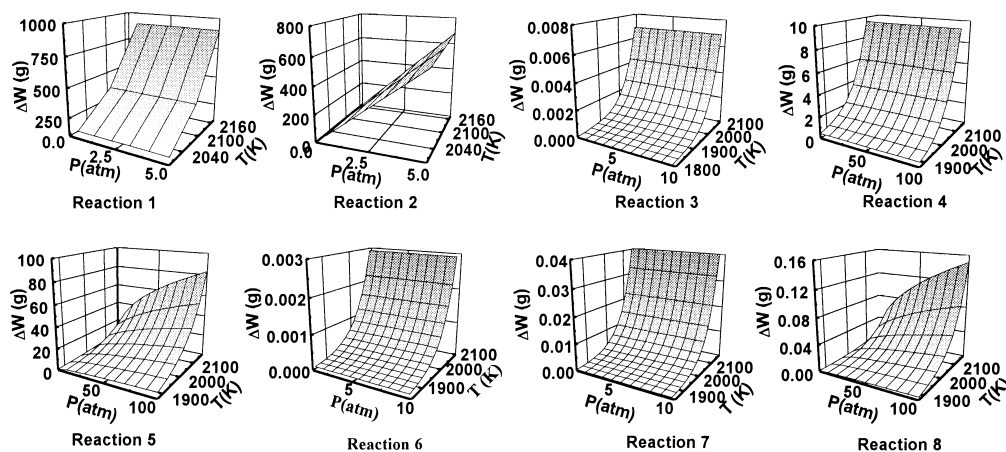 1000
750
500
250
0.0
ΔW (g)
2.5
5.0
P(atm)
2160
2100
2040
T(K)
Reaction 1
800
600
400
200
0
0.0
ΔW (g)
2.5
5.0
P(atm)
2160
2100
2040
T(K)
Reaction 2
0.008
0.006
0.004
0.002
0.000
ΔW (g)
5
10
P(atm)
2100
2000
1900
1800
T(K)
Reaction 3
10
8
6
4
2
0
ΔW (g)
50
100
P(atm)
2100
2000
1900
T(K)
Reaction 4
100
80
60
40
20
0
ΔW (g)
50
100
P(atm)
2100
2000
1900
T(K)
Reaction 5
0.003
0.002
0.001
0.000
ΔW (g)
5
10
P(atm)
2100
2000
1900
T (K)
Reaction 6
0.04
0.03
0.02
0.01
0.00
ΔW (g)
5
10
P(atm)
2100
2000
1900
T(K)
Reaction 7
0.16
0.12
0.08
0.04
0.00
ΔW (g)
50
100
P(atm)
2100
2000
1900
T(K)
Reaction 8